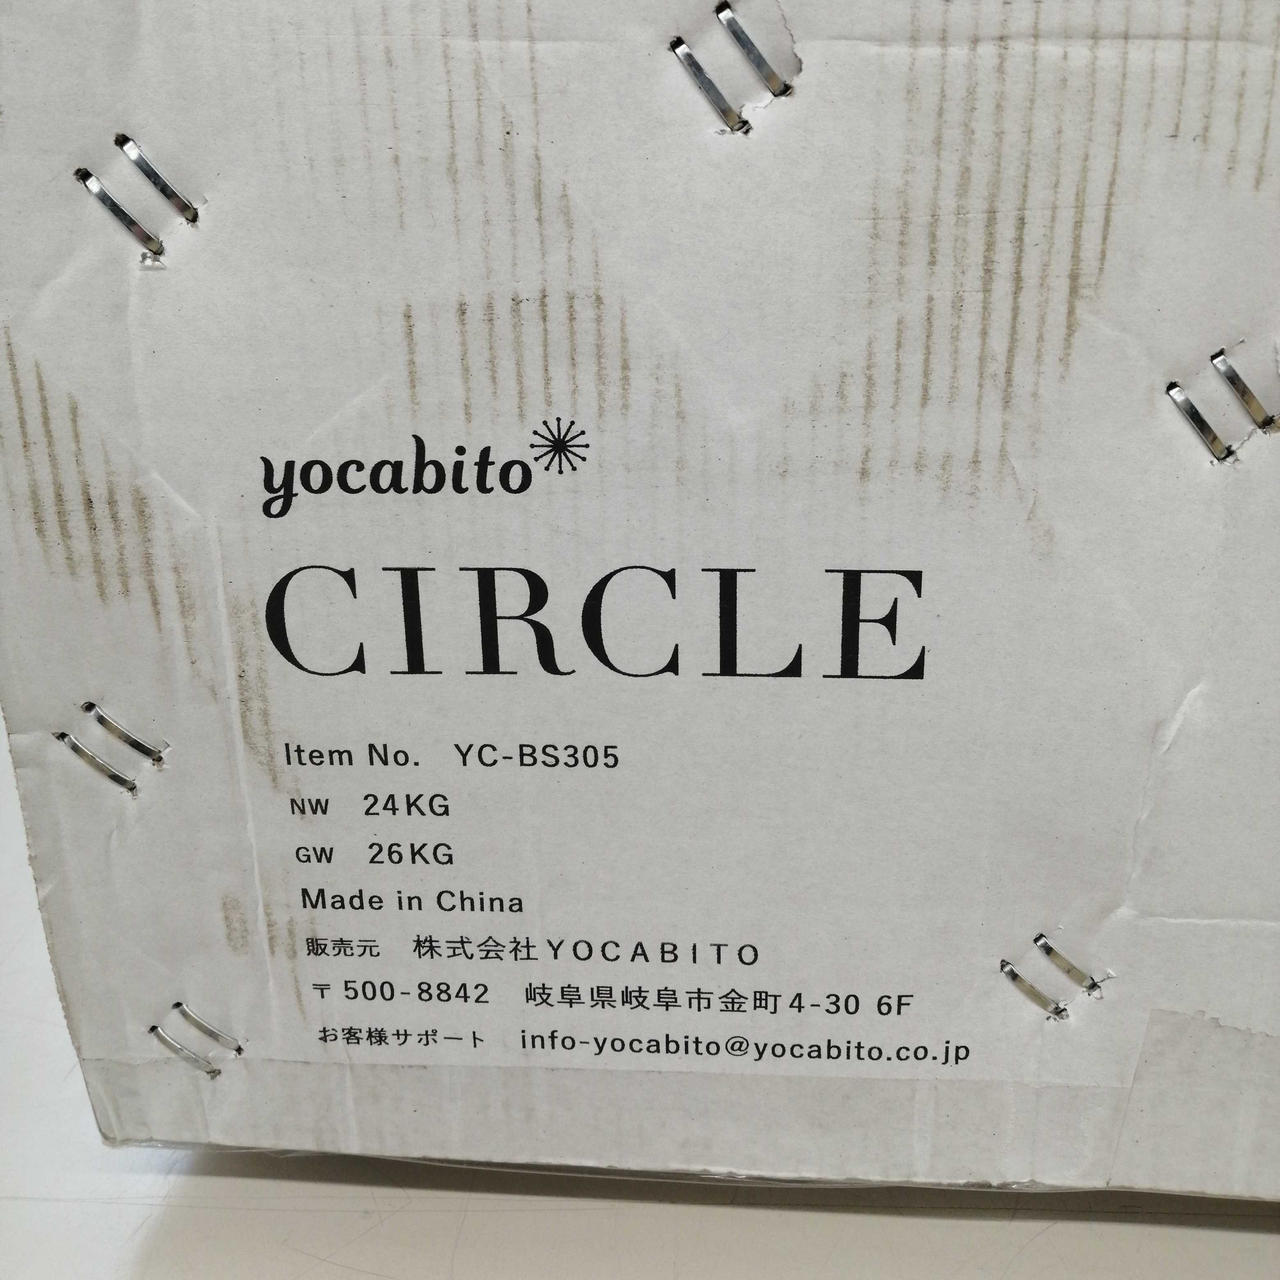 yocabito
CIRCLE
Item No. YC-BS305
NW 24KG
GW 26KG
Made in China
販売元 株式会社YOCABITO
〒500-8842 岐阜県岐阜市金町4-30 6F
お客様サポート info-yocabito@yocabito.co.jp